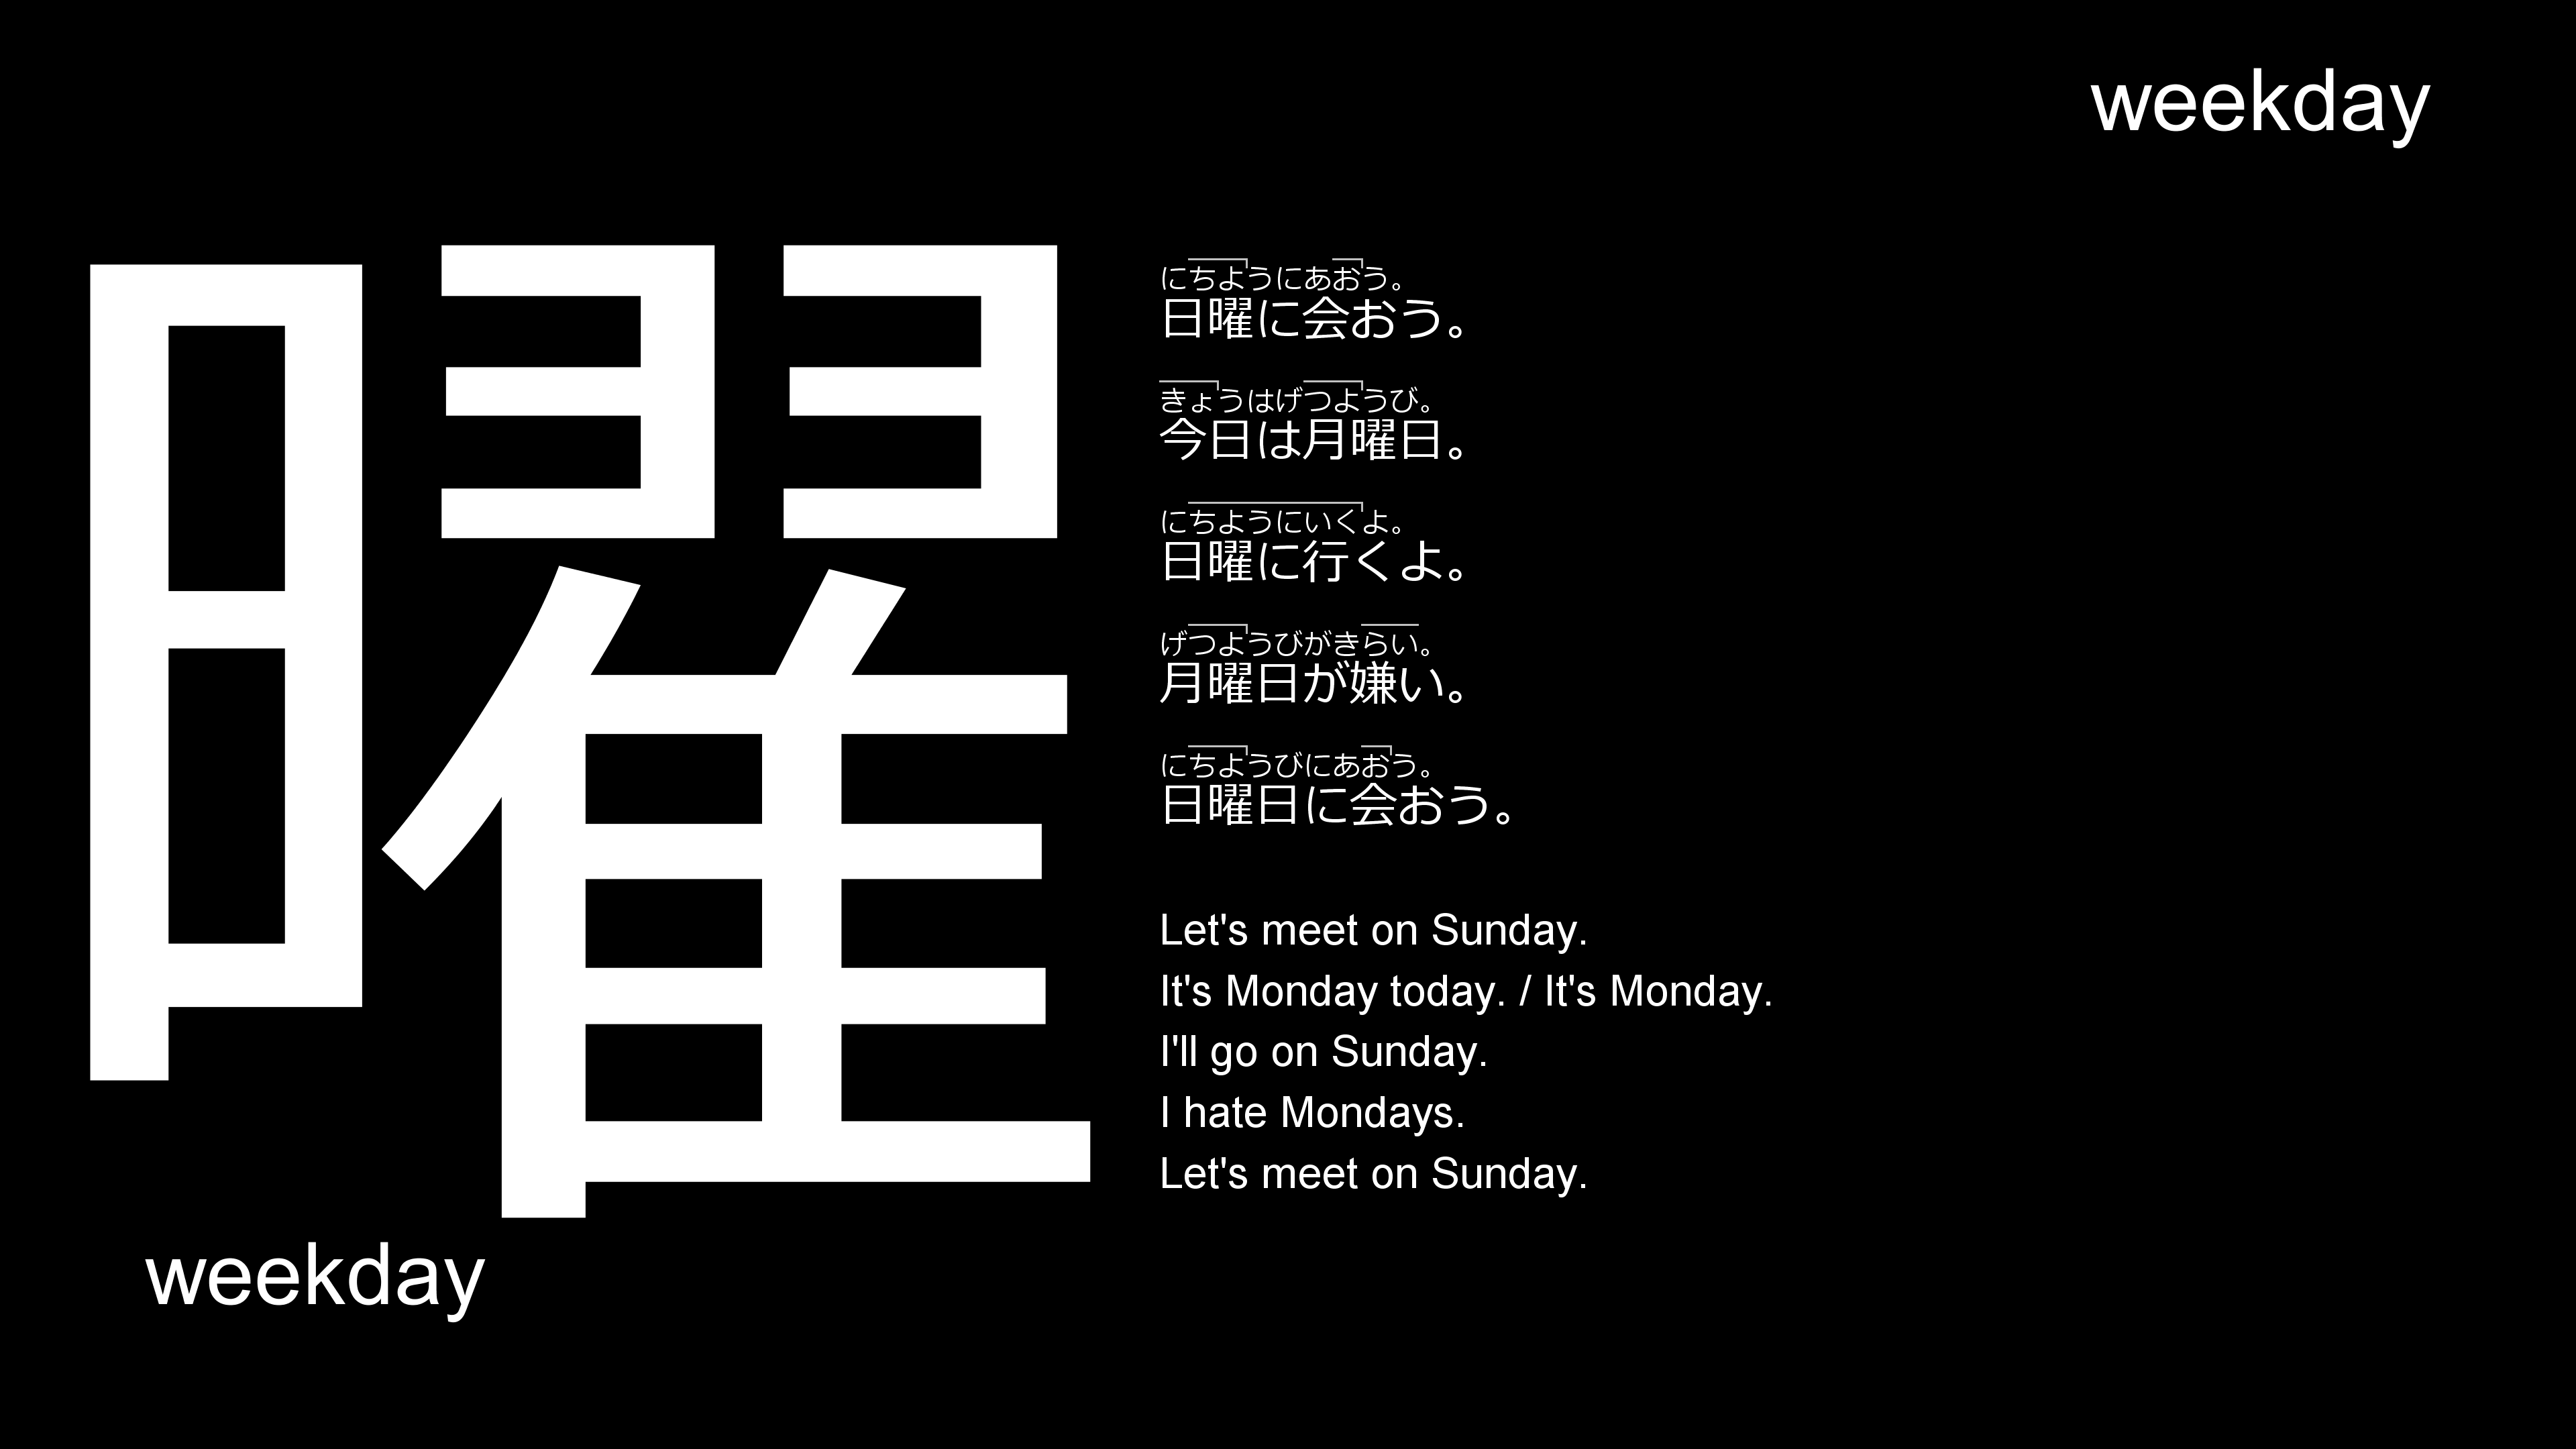 weekday
曜
にちようにあおう。
日曜に会おう。
きょうはげつようび。
今日は月曜日。
にちようにいくよ。
日曜に行くよ。
げつようびがきらい。
月曜日が嫌い。
にちようびにあおう。
日曜日に会おう。
Let's meet on Sunday.
It's Monday today. / It's Monday.
I'll go on Sunday.
I hate Mondays.
Let's meet on Sunday.
weekday